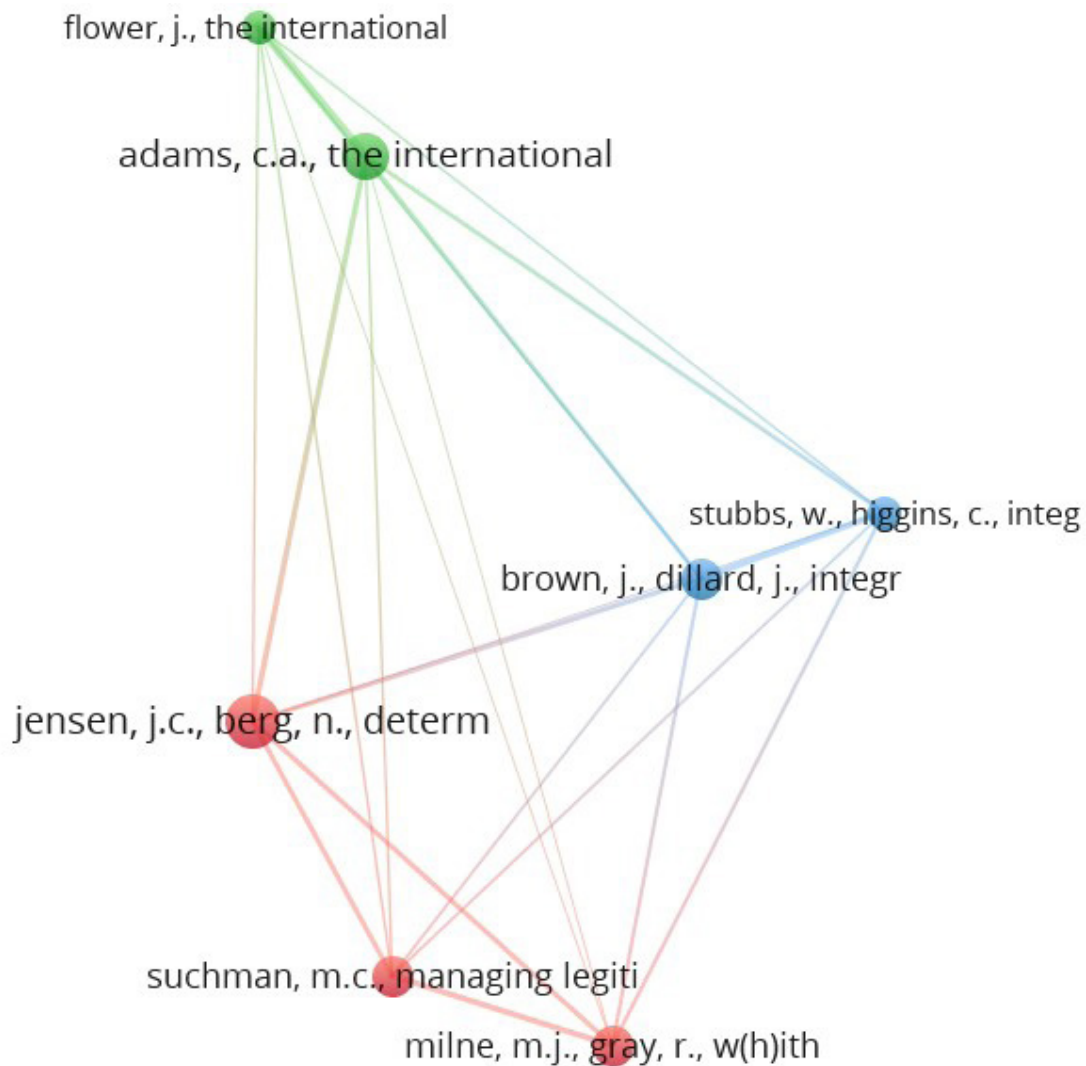 flower, j., the international
adams, c.a., the international
stubbs, w., higgins, c., integ
brown, j., dillard, j., integr
jensen, j.c., berg, n., determ
suchman, m.c., managing legiti
milne, m.j., gray, r., w(h)ith